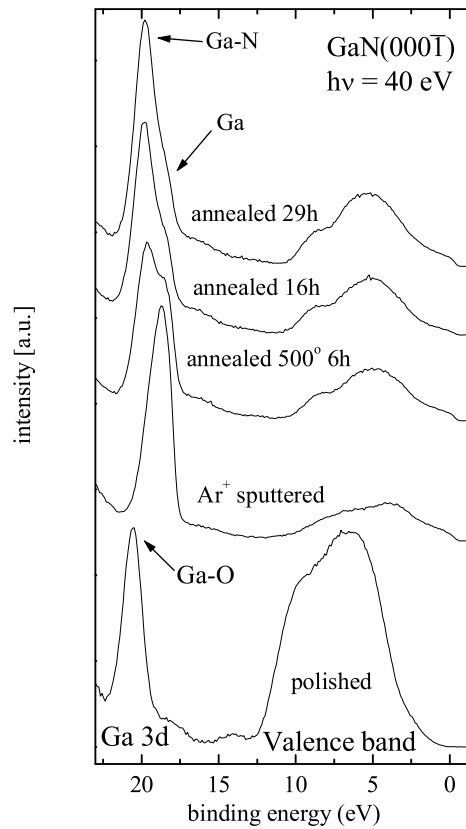 GaN(0001̅)
hν = 40 eV
Ga-N
Ga
annealed 29h
annealed 16h
annealed 500° 6h
Ar⁺ sputtered
Ga-O
polished
Ga 3d
Valence band
intensity [a.u.]
20 15 10 5 0
binding energy (eV)